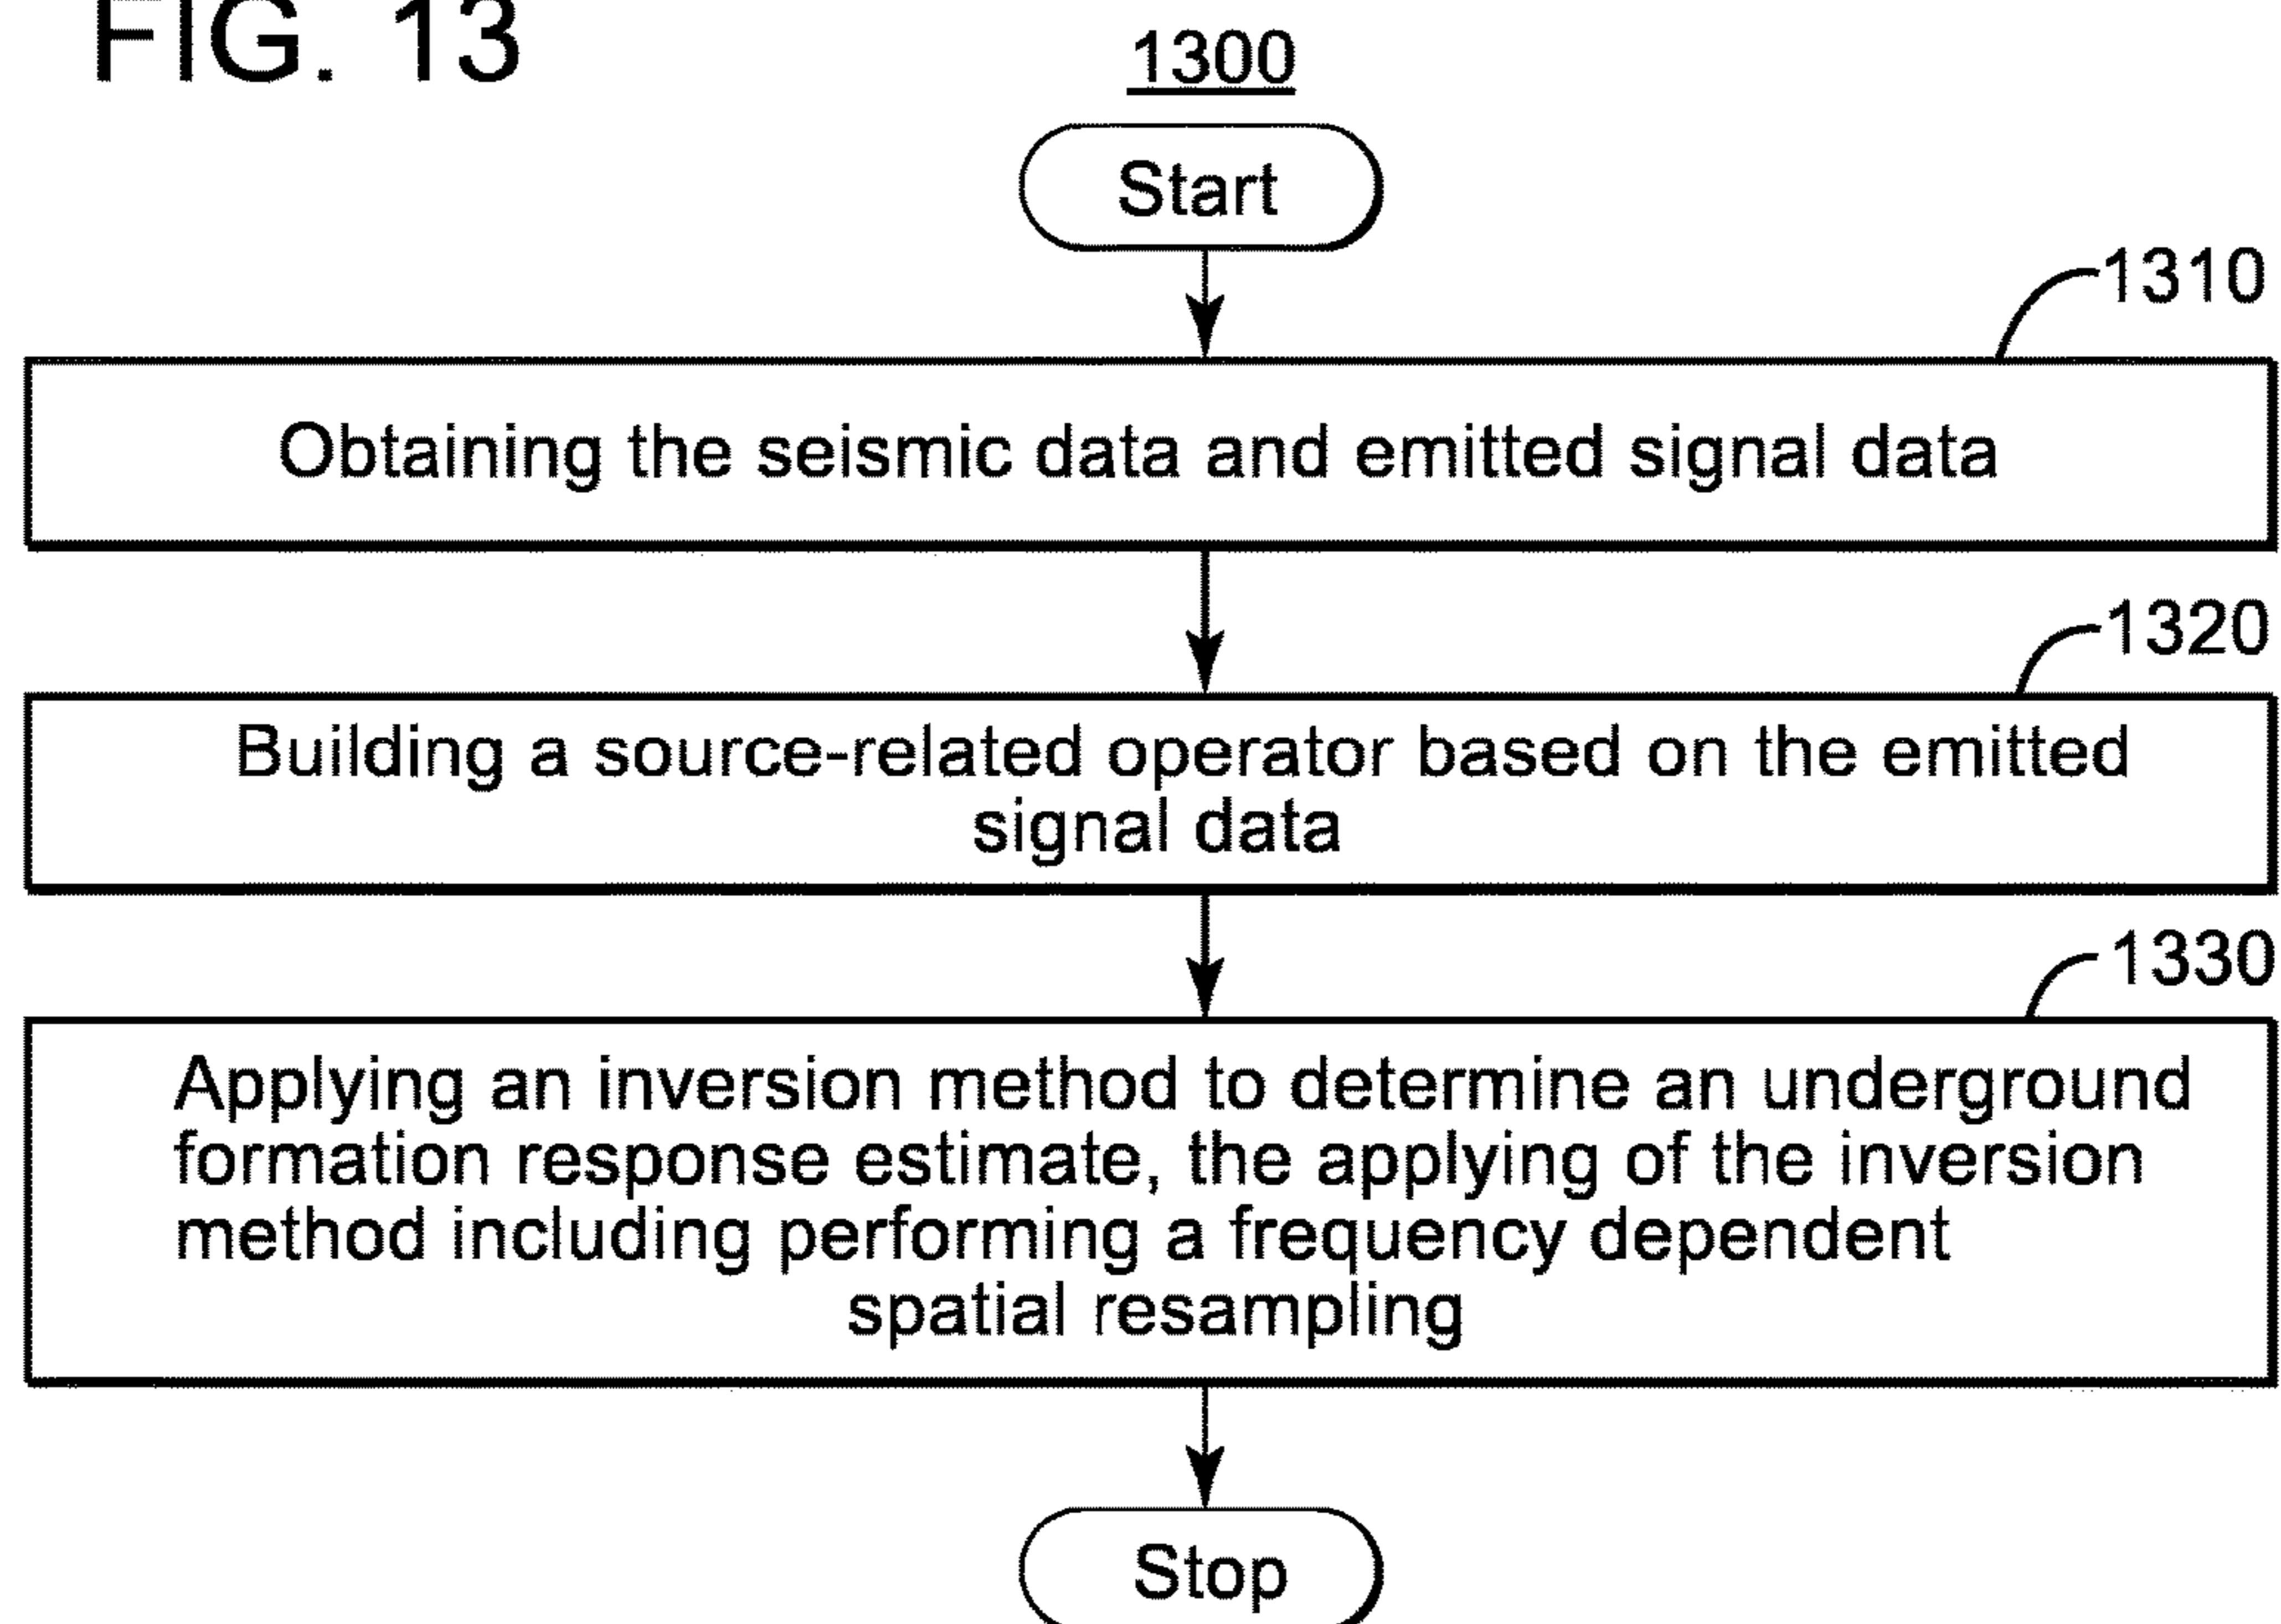 FIG. 13
1300
Start
1310
Obtaining the seismic data and emitted signal data
1320
Building a source-related operator based on the emitted
signal data
1330
Applying an inversion method to determine an underground
formation response estimate, the applying of the inversion
method including performing a frequency dependent
spatial resampling
Stop